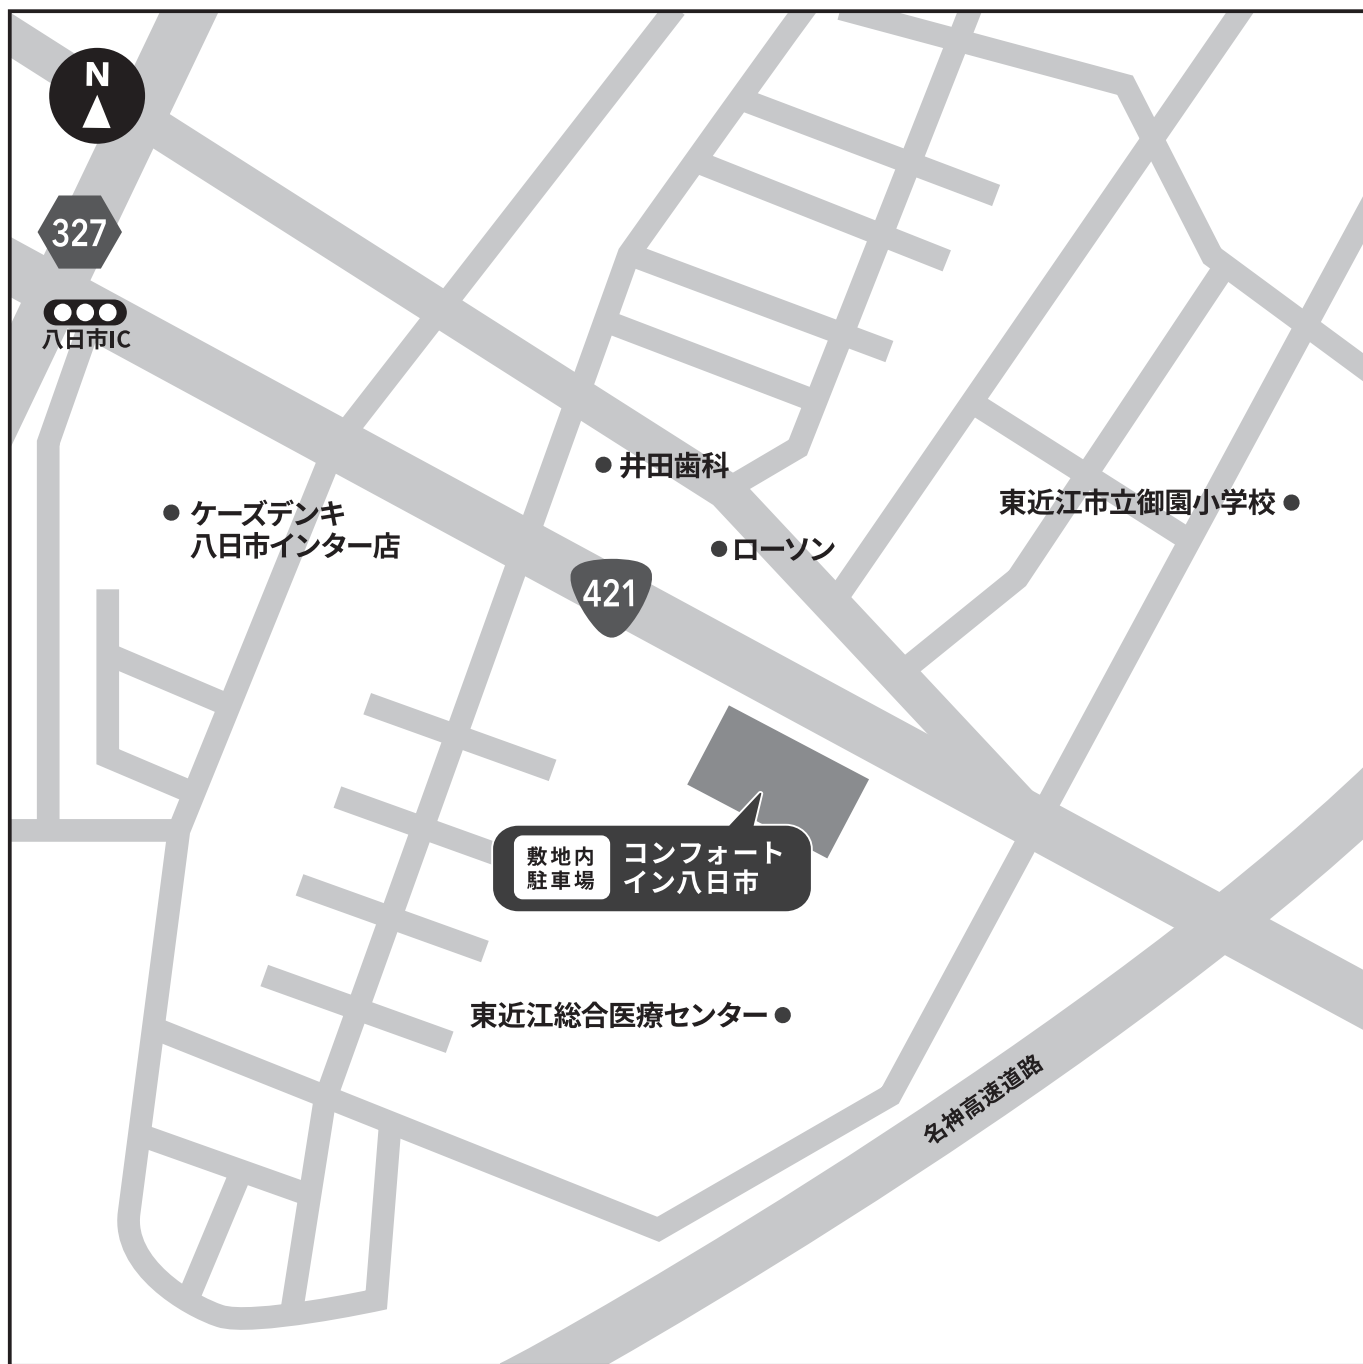 N
327
八日市IC
井田歯科
東近江市立御園小学校
ケーズデンキ
八日市インター店
ローソン
421
敷地内
駐車場
コンフォート
イン八日市
東近江総合医療センター
名神高速道路